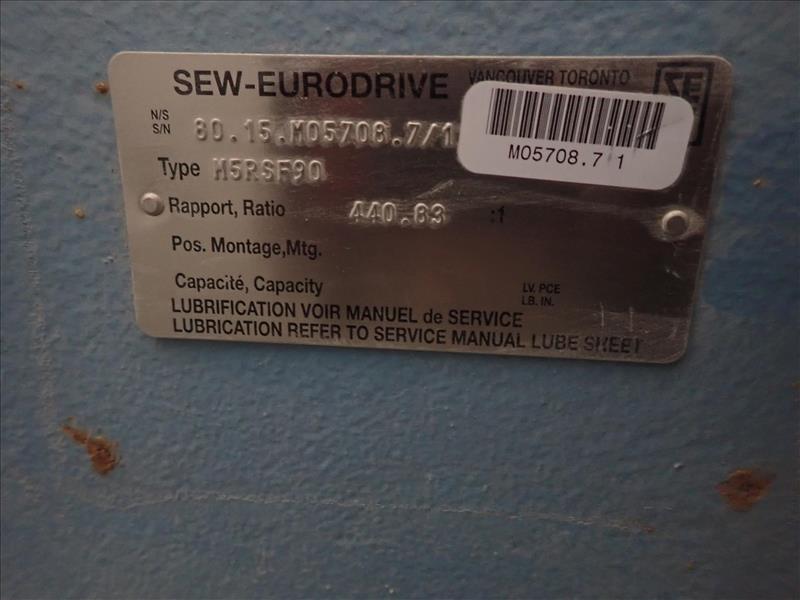 SEW-EURODRIVE VANCOUVER TORONTO
N/S
S/N 80.15.M05708.7/1
M05708.7 1
Type M5RSF90
Rapport, Ratio 440.83 :1
Pos. Montage,Mtg.
Capacité, Capacity LV. PCE
LB. IN.
LUBRIFICATION VOIR MANUEL de SERVICE
LUBRICATION REFER TO SERVICE MANUAL LUBE SHEET